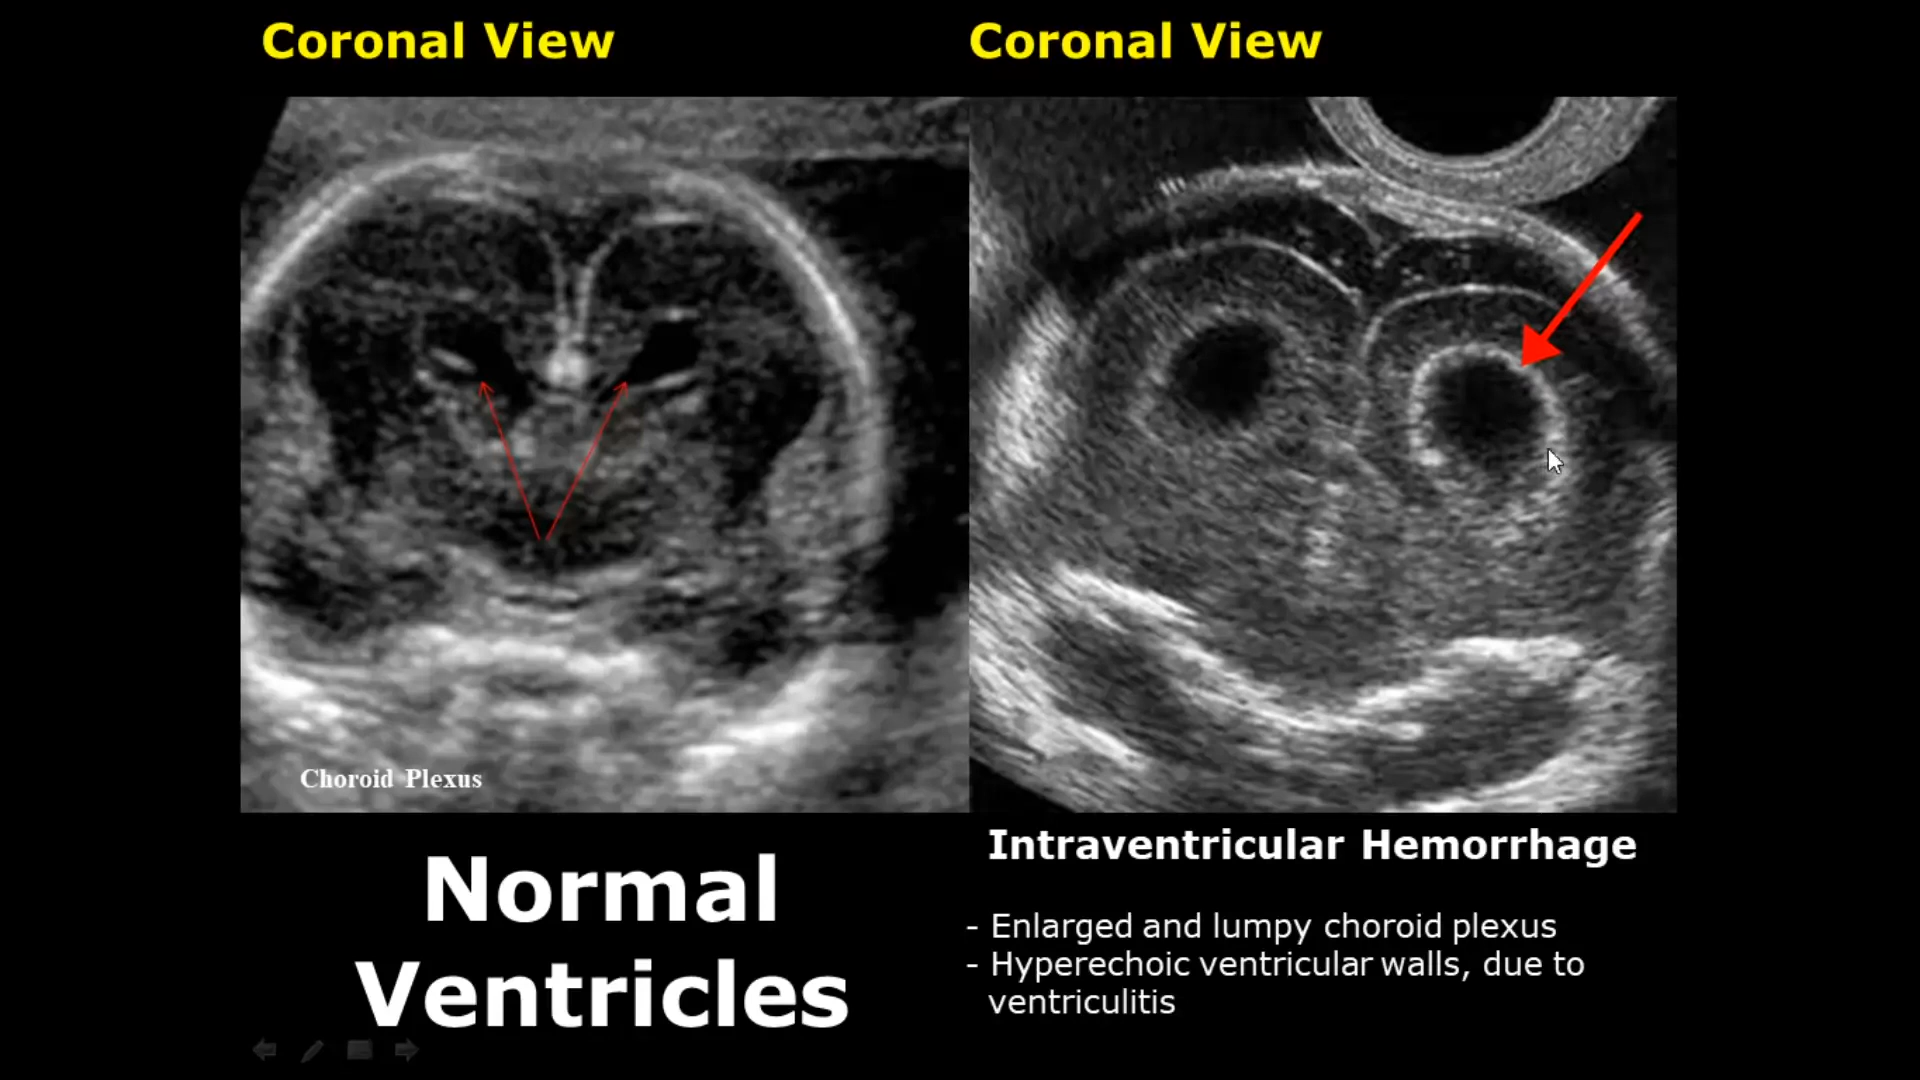 Coronal View
Coronal View
Choroid Plexus
Normal
Ventricles
Intraventricular Hemorrhage
- Enlarged and lumpy choroid plexus
- Hyperechoic ventricular walls, due to
ventriculitis